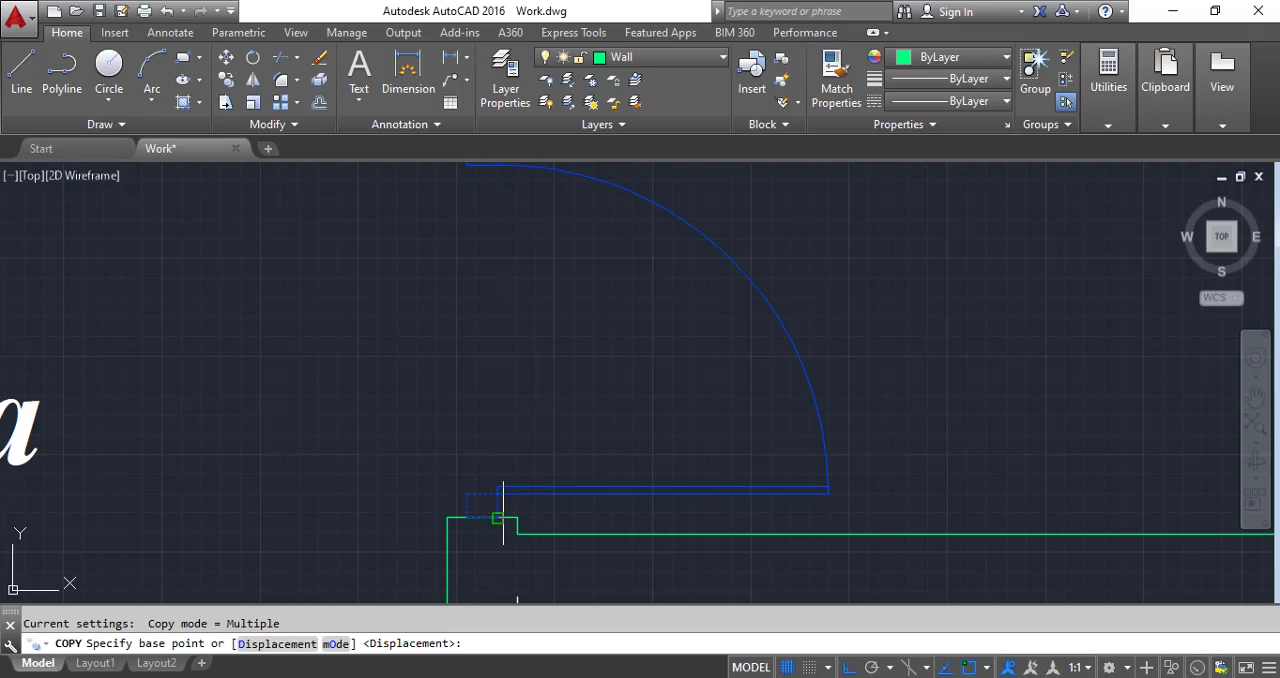 Autodesk AutoCAD 2016 Work.dwg
Type a keyword or phrase
Sign In
Home Insert Annotate Parametric View Manage Output Add-ins A360 Express Tools Featured Apps BIM 360 Performance
Line Polyline Circle Arc
Text Dimension
Layer Properties
Wall
Insert
Match Properties
ByLayer
ByLayer
ByLayer
Group
Utilities
Clipboard
View
Draw Modify Annotation Layers Block Properties Groups
Start Work*
[−][Top][2D Wireframe]
N
W TOP E
S
WCS
a
Y
X
Current settings: Copy mode = Multiple
COPY Specify base point or [Displacement mOde] <Displacement>:
Model Layout1 Layout2 +
MODEL 1:1